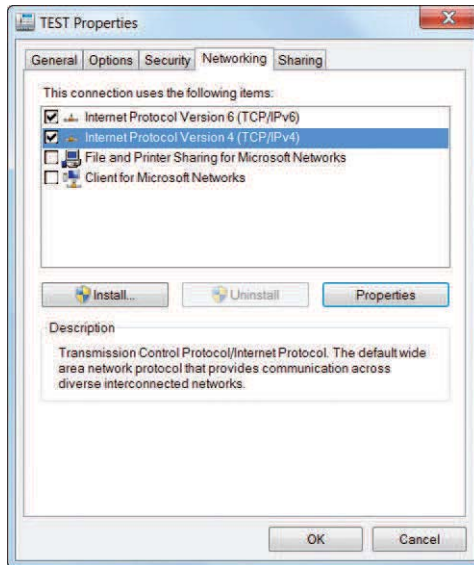 TEST Properties
General Options Security Networking Sharing
This connection uses the following items:
Internet Protocol Version 6 (TCP/IPv6)
Internet Protocol Version 4 (TCP/IPv4)
File and Printer Sharing for Microsoft Networks
Client for Microsoft Networks
Install... Uninstall Properties
Description
Transmission Control Protocol/Internet Protocol. The default wide
area network protocol that provides communication across
diverse interconnected networks.
OK Cancel